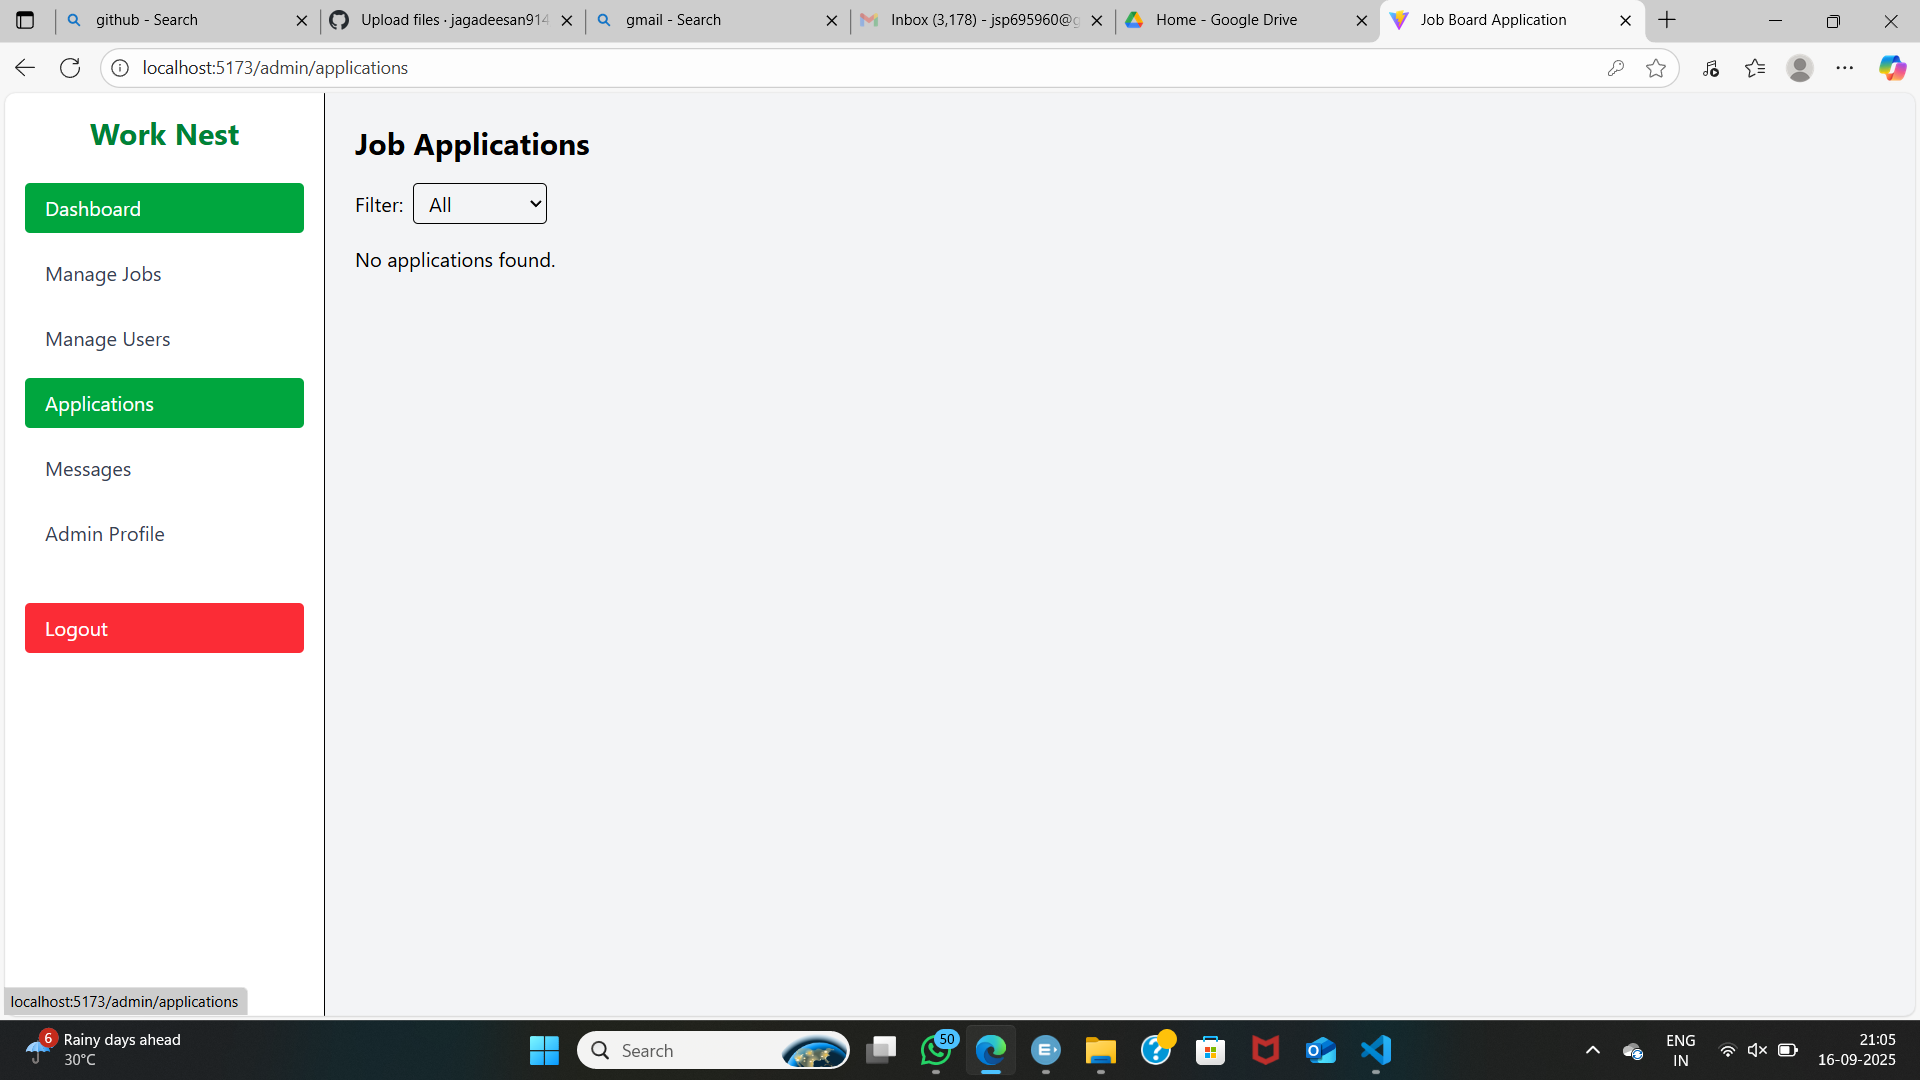 github - Search
Upload files · jagadeesan914
gmail - Search
Inbox (3,178) - jsp695960@g
Home - Google Drive
Job Board Application
localhost:5173/admin/applications
Work Nest
Dashboard
Manage Jobs
Manage Users
Applications
Messages
Admin Profile
Logout
Job Applications
Filter: All
No applications found.
localhost:5173/admin/applications
6
Rainy days ahead
30°C
Search
50
ENG
IN
21:05
16-09-2025